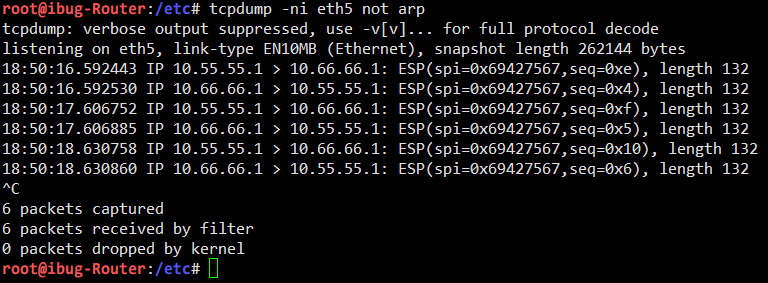 root@ibug-Router:/etc# tcpdump -ni eth5 not arp
tcpdump: verbose output suppressed, use -v[v]... for full protocol decode
listening on eth5, link-type EN10MB (Ethernet), snapshot length 262144 bytes
18:50:16.592443 IP 10.55.55.1 > 10.66.66.1: ESP(spi=0x69427567,seq=0xe), length 132
18:50:16.592530 IP 10.66.66.1 > 10.55.55.1: ESP(spi=0x69427567,seq=0x4), length 132
18:50:17.606752 IP 10.55.55.1 > 10.66.66.1: ESP(spi=0x69427567,seq=0xf), length 132
18:50:17.606885 IP 10.66.66.1 > 10.55.55.1: ESP(spi=0x69427567,seq=0x5), length 132
18:50:18.630758 IP 10.55.55.1 > 10.66.66.1: ESP(spi=0x69427567,seq=0x10), length 132
18:50:18.630860 IP 10.66.66.1 > 10.55.55.1: ESP(spi=0x69427567,seq=0x6), length 132
^C
6 packets captured
6 packets received by filter
0 packets dropped by kernel
root@ibug-Router:/etc#